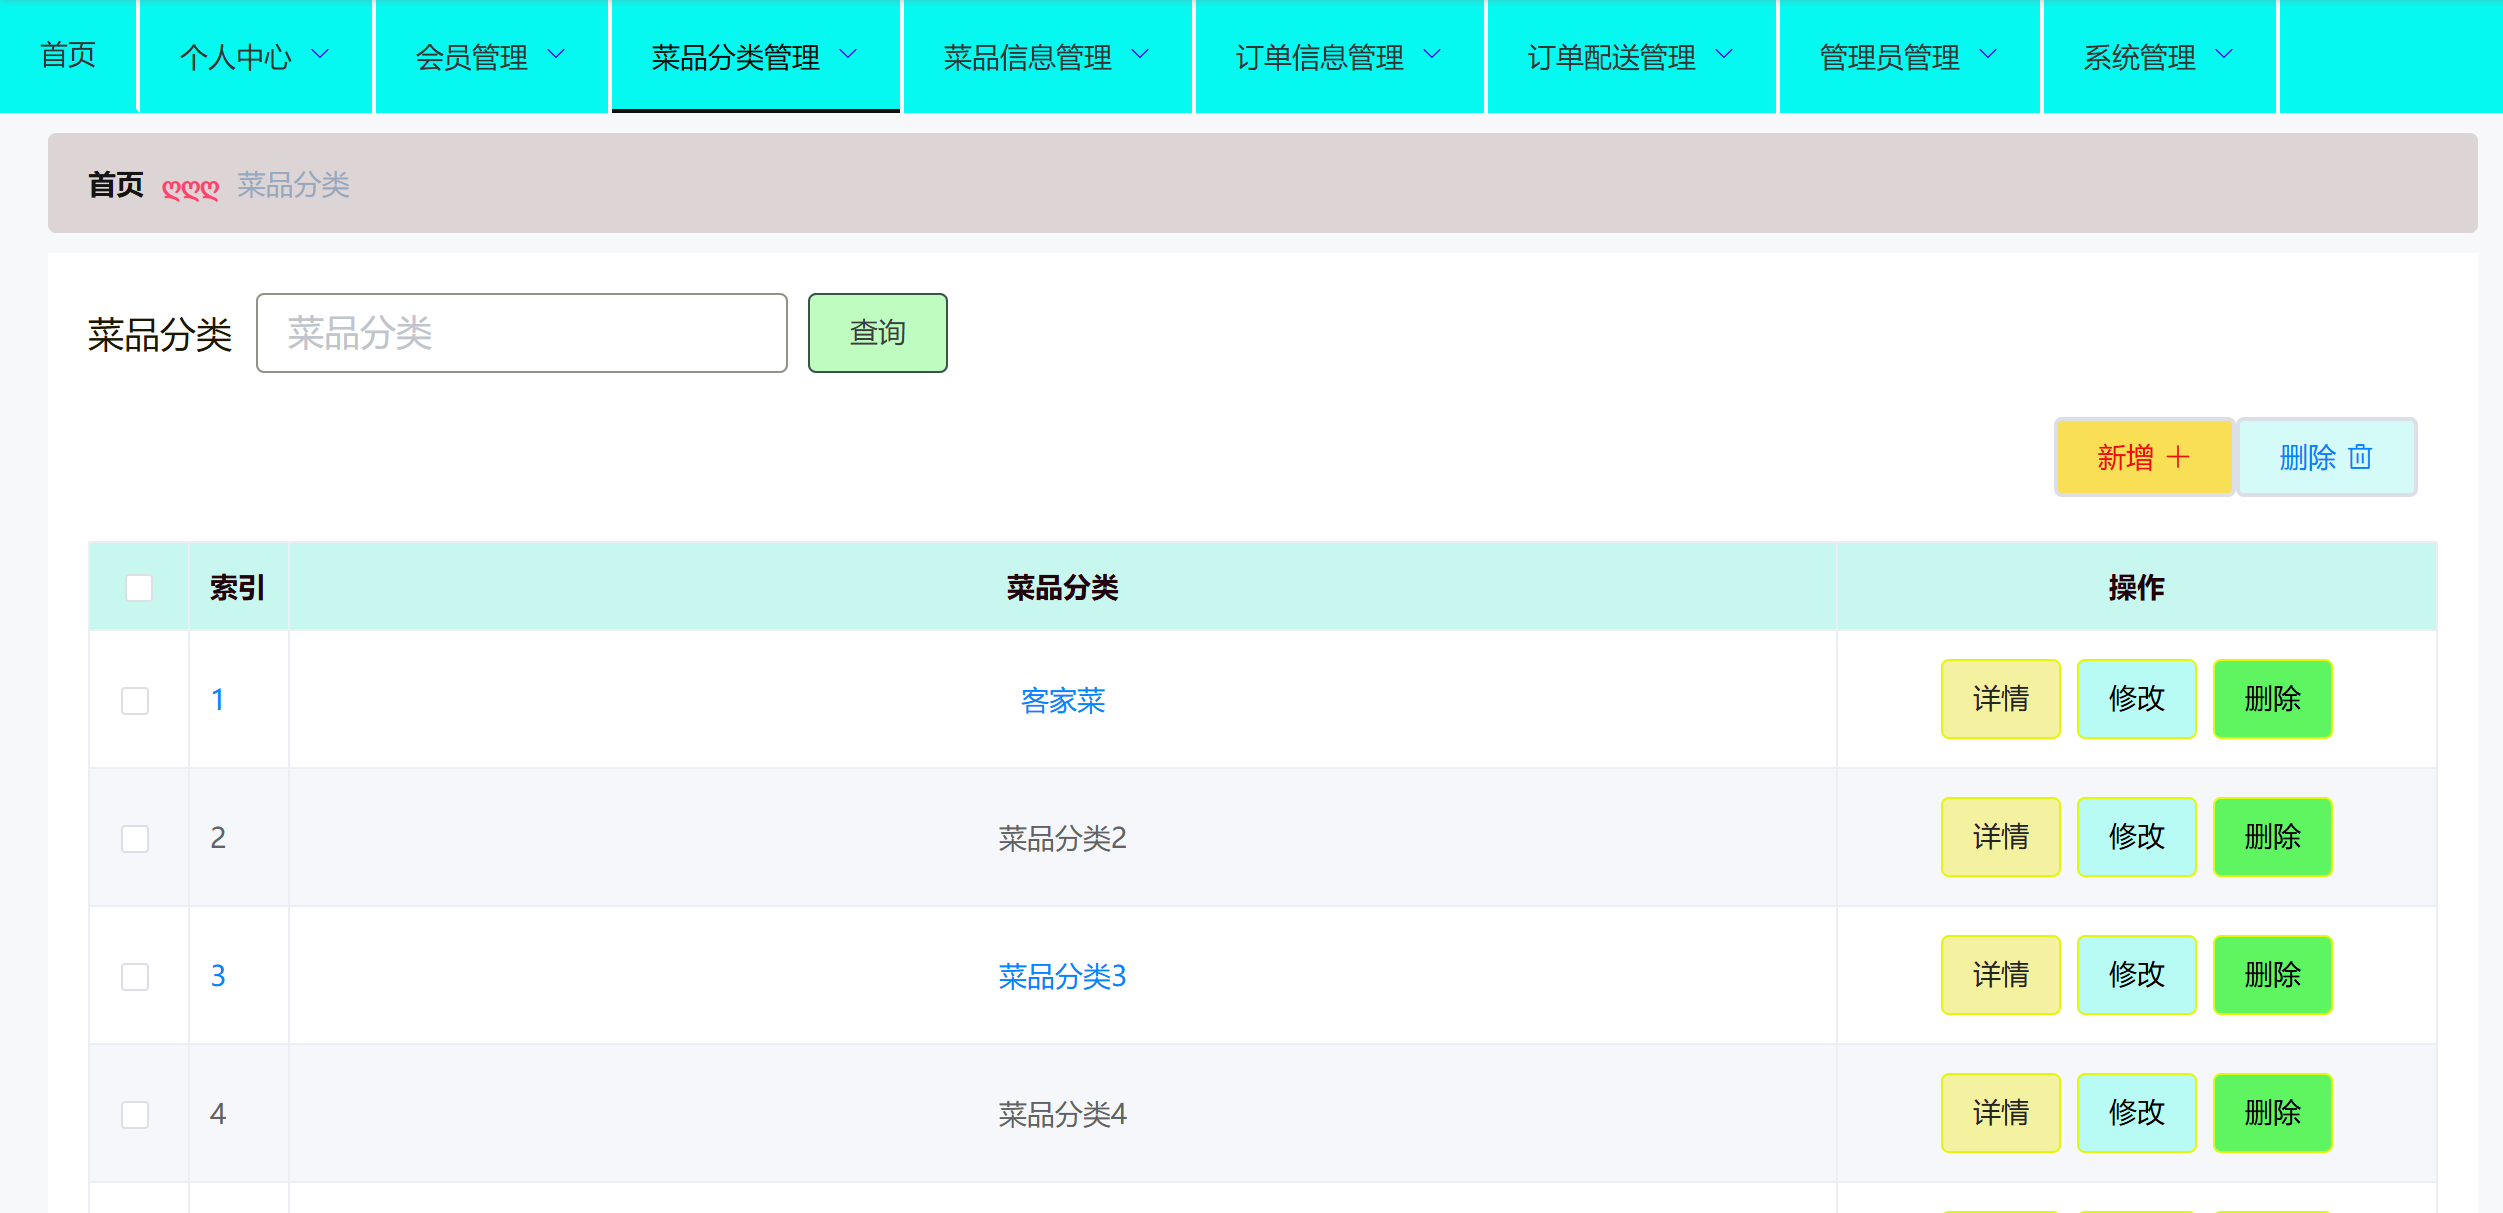 首页 个人中心 会员管理 菜品分类管理 菜品信息管理 订单信息管理 订单配送管理 管理员管理 系统管理
首页 ღღღ 菜品分类
菜品分类 菜品分类 查询
新增 删除
索引 菜品分类 操作
1 客家菜 详情 修改 删除
2 菜品分类2 详情 修改 删除
3 菜品分类3 详情 修改 删除
4 菜品分类4 详情 修改 删除